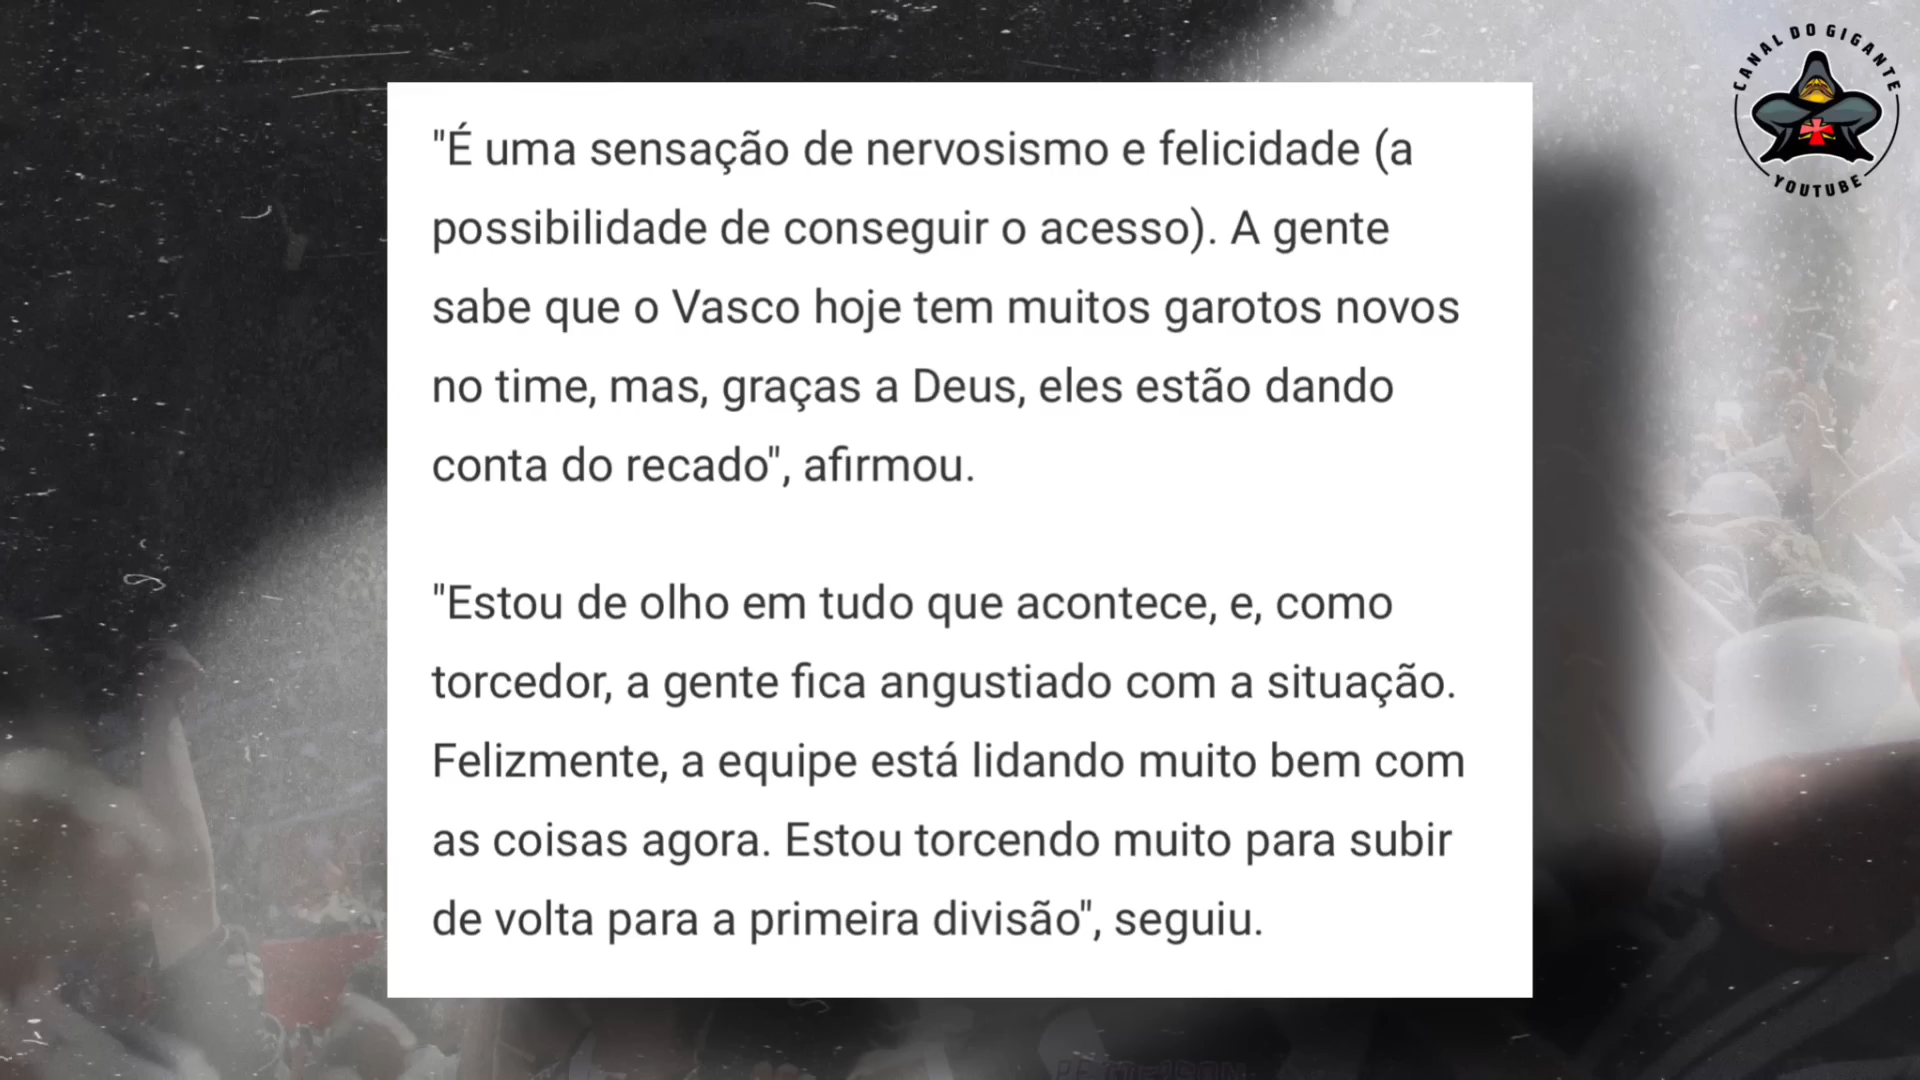 CANAL DO GIGANTE
YOUTUBE
"É uma sensação de nervosismo e felicidade (a
possibilidade de conseguir o acesso). A gente
sabe que o Vasco hoje tem muitos garotos novos
no time, mas, graças a Deus, eles estão dando
conta do recado", afirmou.
"Estou de olho em tudo que acontece, e, como
torcedor, a gente fica angustiado com a situação.
Felizmente, a equipe está lidando muito bem com
as coisas agora. Estou torcendo muito para subir
de volta para a primeira divisão", seguiu.